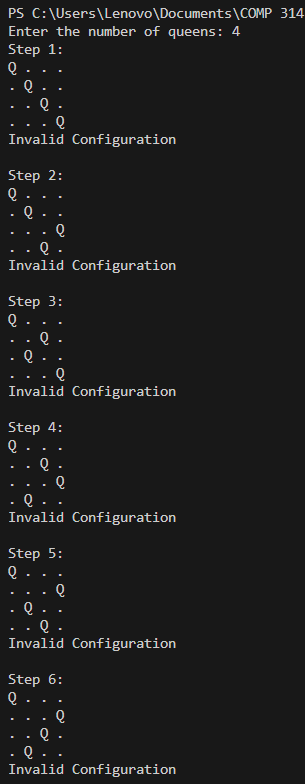 PS C:\Users\Lenovo\Documents\COMP 314
Enter the number of queens: 4
Step 1:
Q . . .
. Q . .
. . Q .
. . . Q
Invalid Configuration

Step 2:
Q . . .
. Q . .
. . . Q
. . Q .
Invalid Configuration

Step 3:
Q . . .
. . Q .
. Q . .
. . . Q
Invalid Configuration

Step 4:
Q . . .
. . Q .
. . . Q
. Q . .
Invalid Configuration

Step 5:
Q . . .
. . . Q
. Q . .
. . Q .
Invalid Configuration

Step 6:
Q . . .
. . . Q
. . Q .
. Q . .
Invalid Configuration